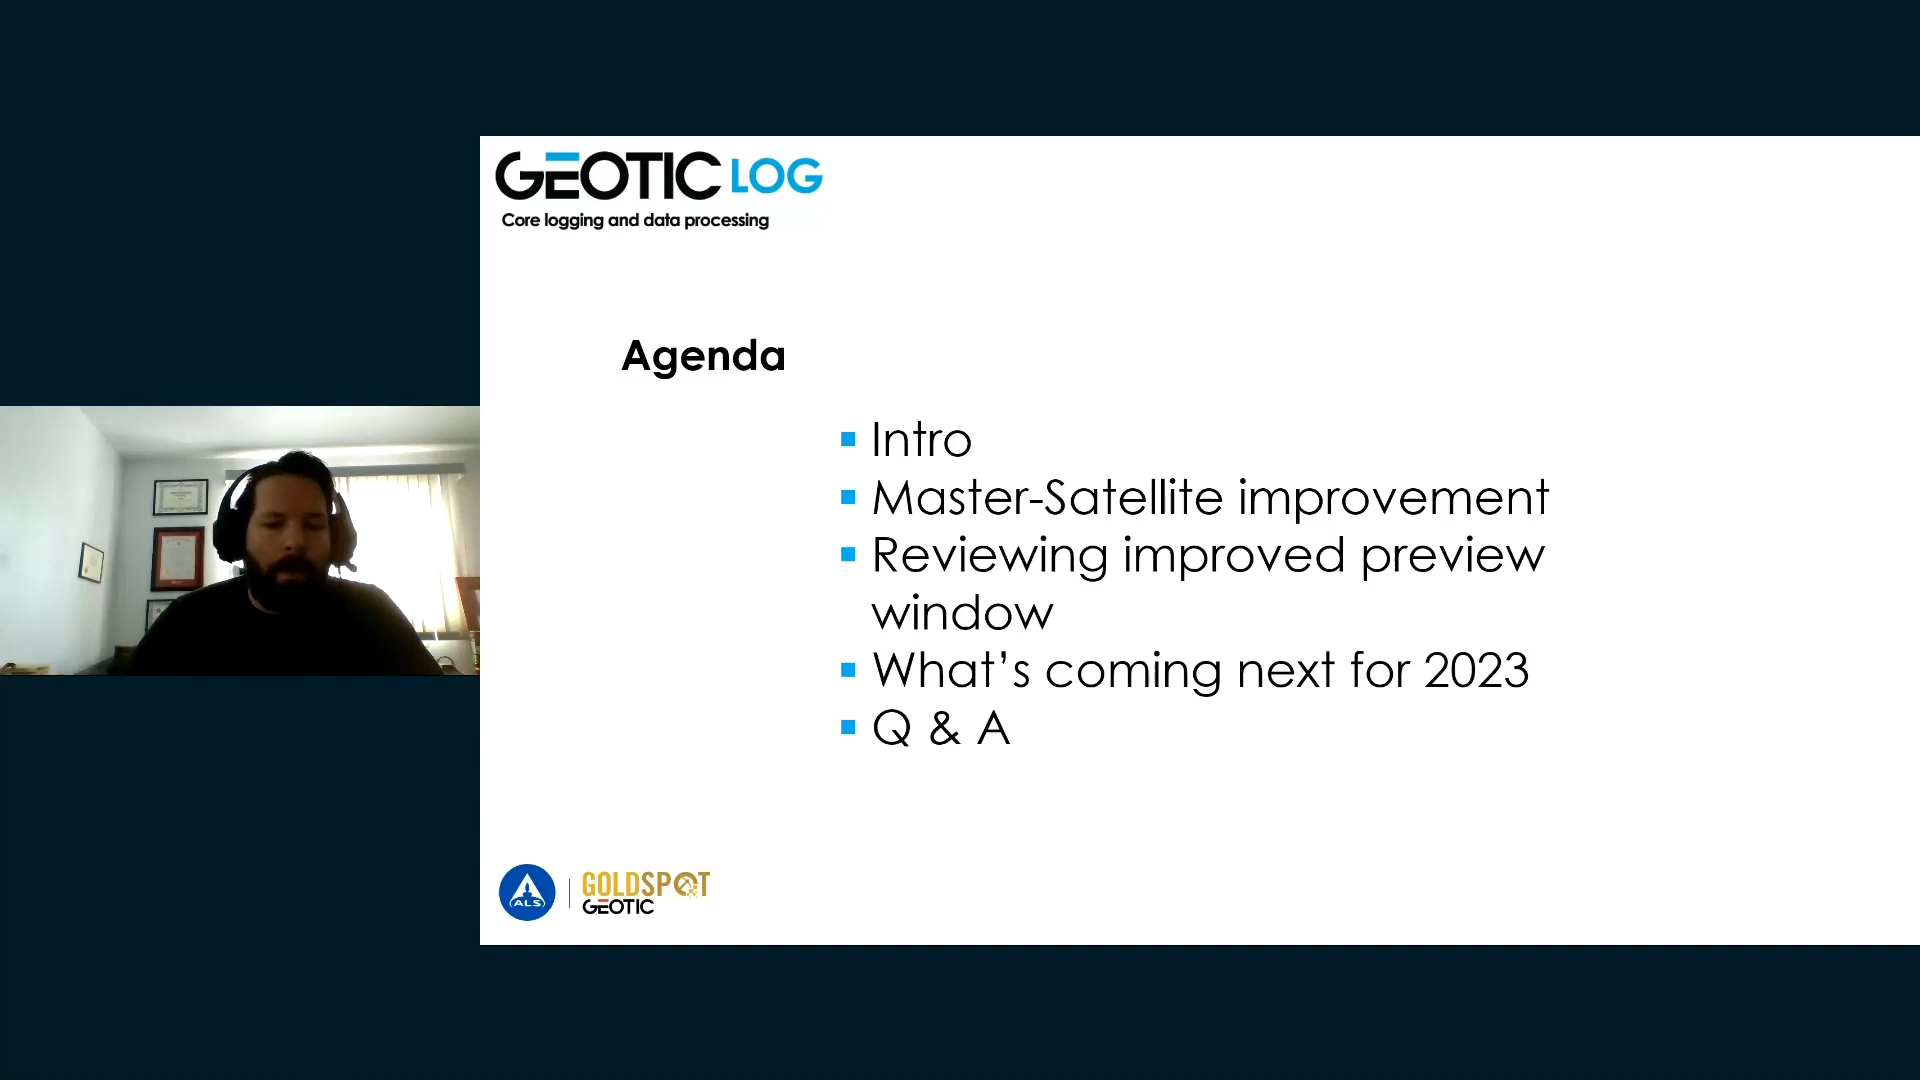 GEOTIC LOG
Core logging and data processing
Agenda
Intro
Master-Satellite improvement
Reviewing improved preview
window
What’s coming next for 2023
Q & A
ALS
GOLDSPOT
GEOTIC